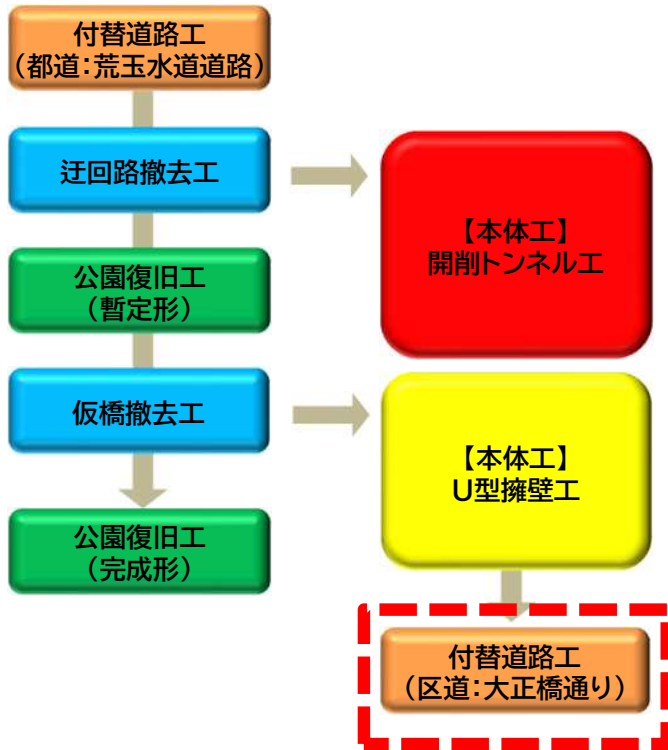 付替道路工
（都道：荒玉水道道路）
迂回路撤去工
公園復旧工
（暫定形）
仮橋撤去工
公園復旧工
（完成形）
【本体工】
開削トンネル工
【本体工】
U型擁壁工
付替道路工
（区道：大正橋通り）